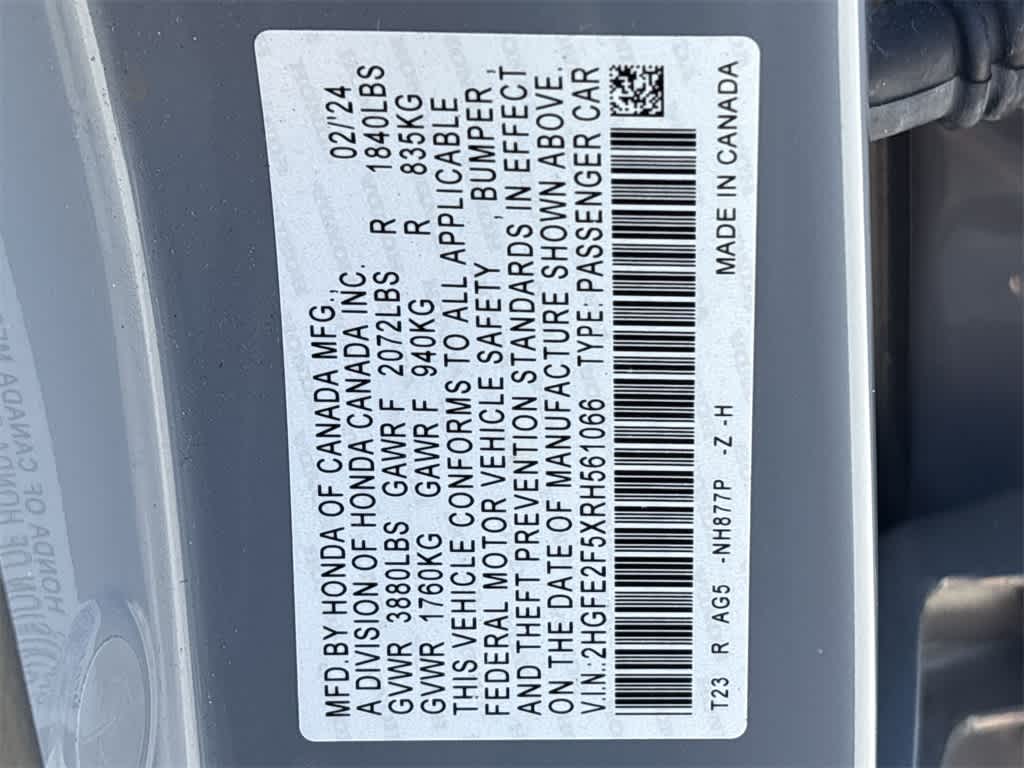 MFD.BY HONDA OF CANADA MFG., 02/'24
A DIVISION OF HONDA CANADA INC.
GVWR 3880LBS GAWR F 2072LBS R 1840LBS
GVWR 1760KG GAWR F 940KG R 835KG
THIS VEHICLE CONFORMS TO ALL APPLICABLE
FEDERAL MOTOR VEHICLE SAFETY, BUMPER,
AND THEFT PREVENTION STANDARDS IN EFFECT
ON THE DATE OF MANUFACTURE SHOWN ABOVE.
V.I.N.:2HGFE2F5XRH561066 TYPE: PASSENGER CAR
T23 R AG5 -NH877P -Z -H MADE IN CANADA